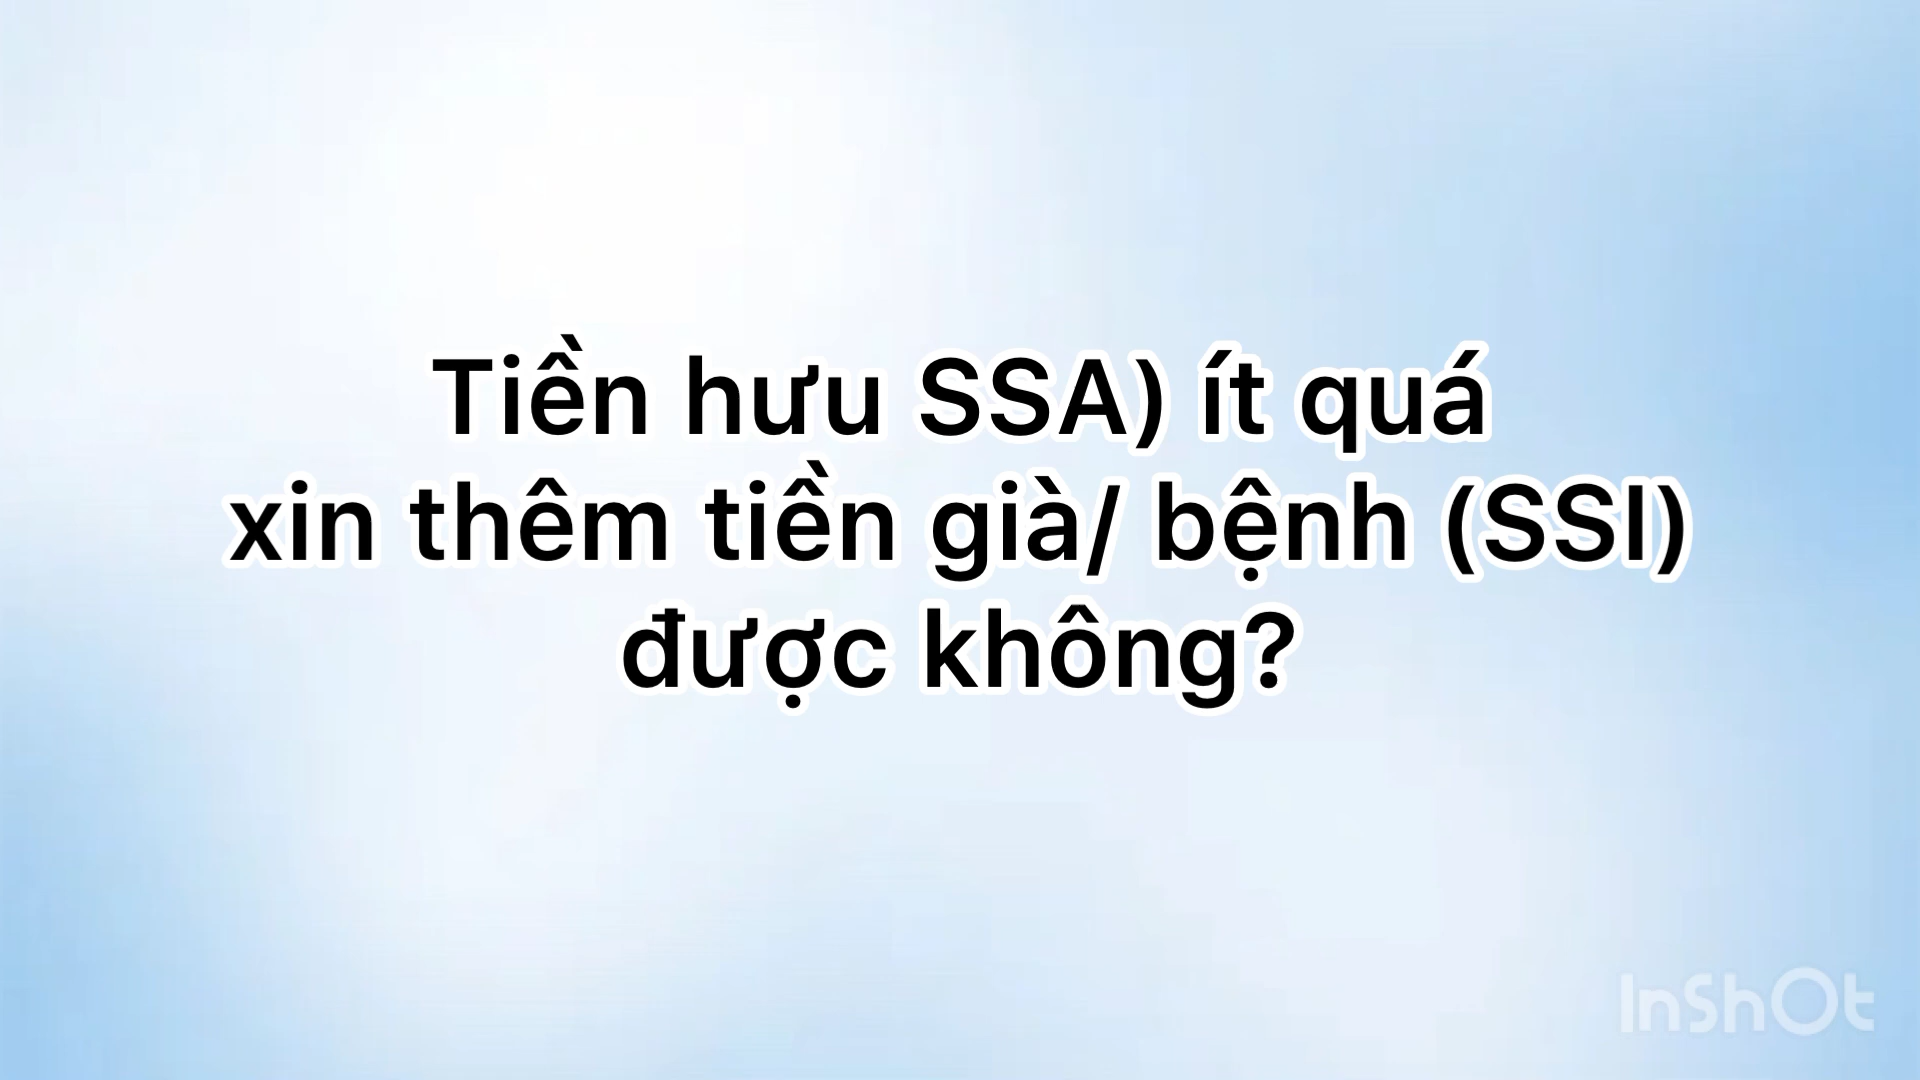 Tiền hưu SSA) ít quá
xin thêm tiền già/ bệnh (SSI)
được không?
InShOt